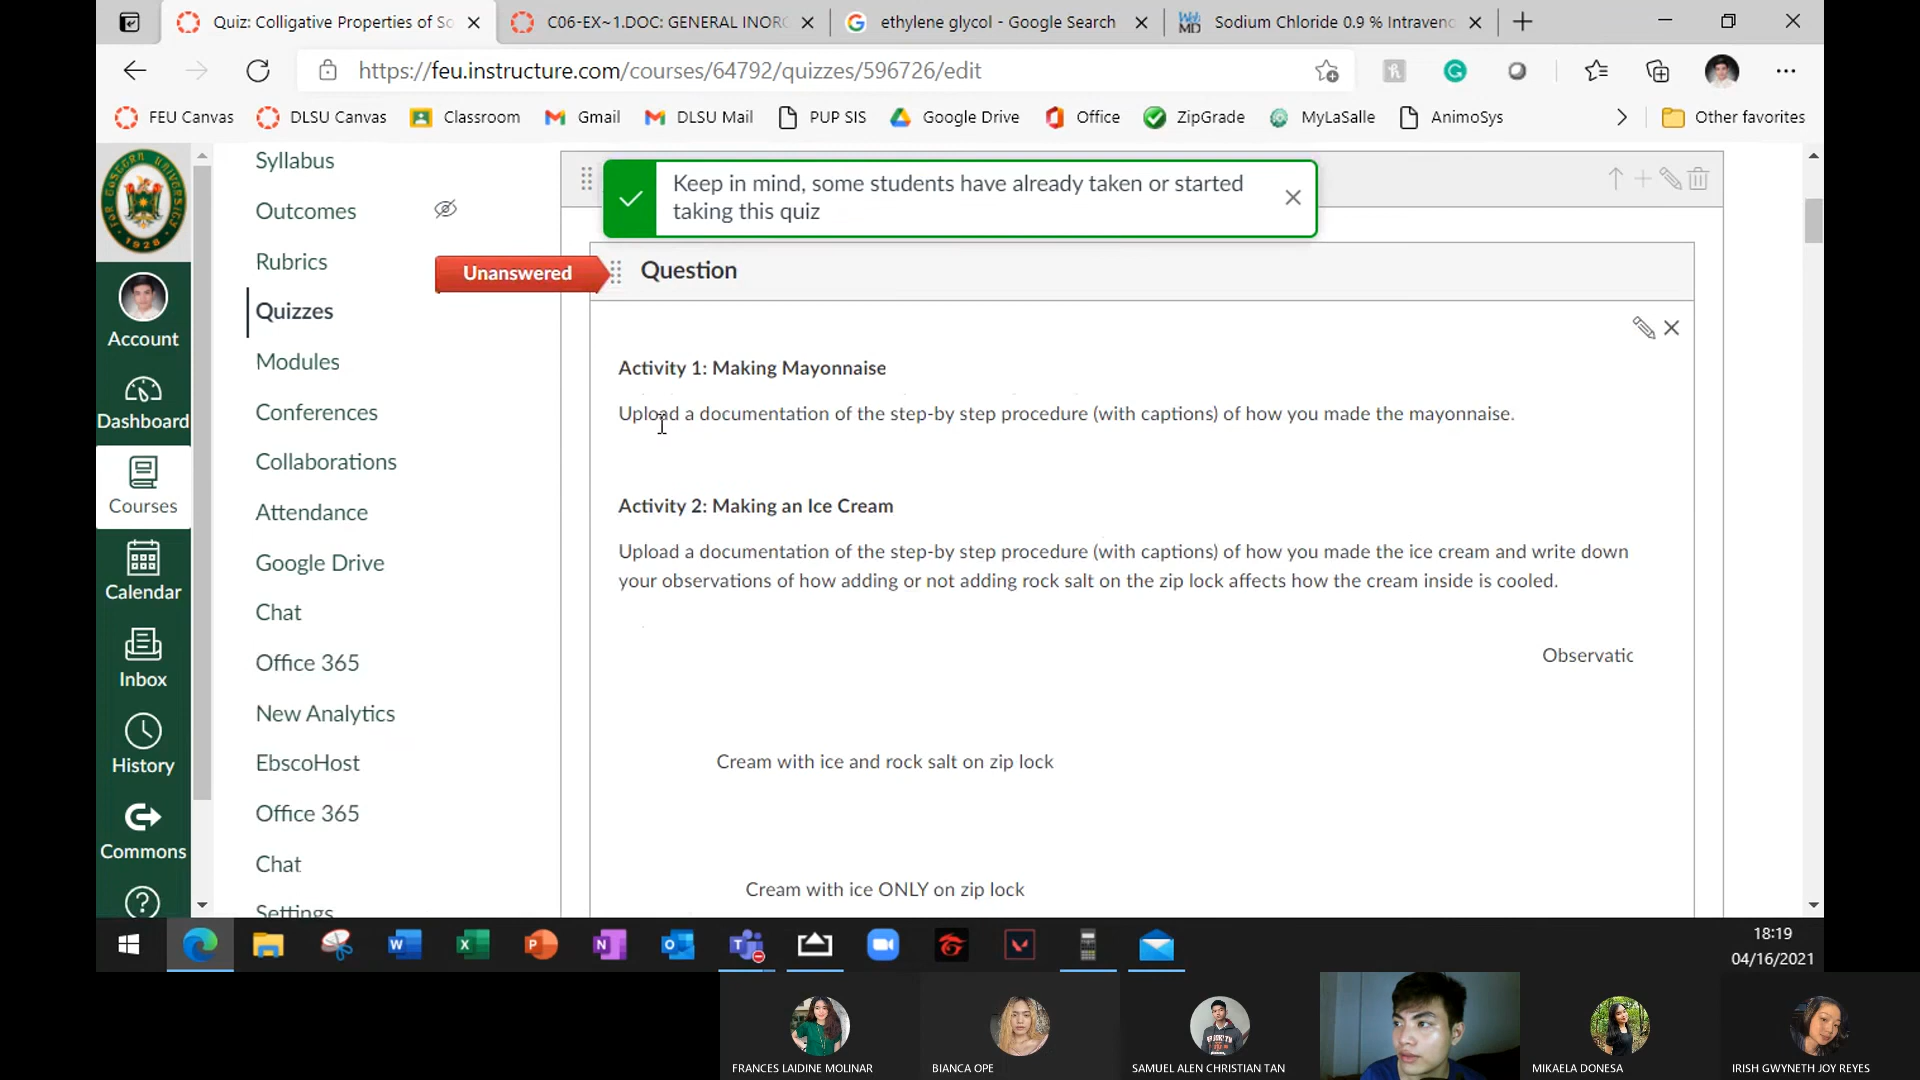 Quiz: Colligative Properties of So
C06-EX~1.DOC: GENERAL INORG
ethylene glycol - Google Search
Web MD
Sodium Chloride 0.9 % Intraveno
https://feu.instructure.com/courses/64792/quizzes/596726/edit
FEU Canvas
DLSU Canvas
Classroom
Gmail
DLSU Mail
PUP SIS
Google Drive
Office
ZipGrade
MyLaSalle
AnimoSys
Other favorites
FAR EASTERN UNIVERSITY
1928
Account
Dashboard
Courses
Calendar
Inbox
History
Commons
Syllabus
Outcomes
Rubrics
Quizzes
Modules
Conferences
Collaborations
Attendance
Google Drive
Chat
Office 365
New Analytics
EbscoHost
Office 365
Chat
Settings
Keep in mind, some students have already taken or started
taking this quiz
Unanswered
Question
Activity 1: Making Mayonnaise
Upload a documentation of the step-by step procedure (with captions) of how you made the mayonnaise.
Activity 2: Making an Ice Cream
Upload a documentation of the step-by step procedure (with captions) of how you made the ice cream and write down
your observations of how adding or not adding rock salt on the zip lock affects how the cream inside is cooled.
Observatic
Cream with ice and rock salt on zip lock
Cream with ice ONLY on zip lock
18:19
04/16/2021
FRANCES LAIDINE MOLINAR
BIANCA OPE
SAMUEL ALEN CHRISTIAN TAN
MIKAELA DONESA
IRISH GWYNETH JOY REYES